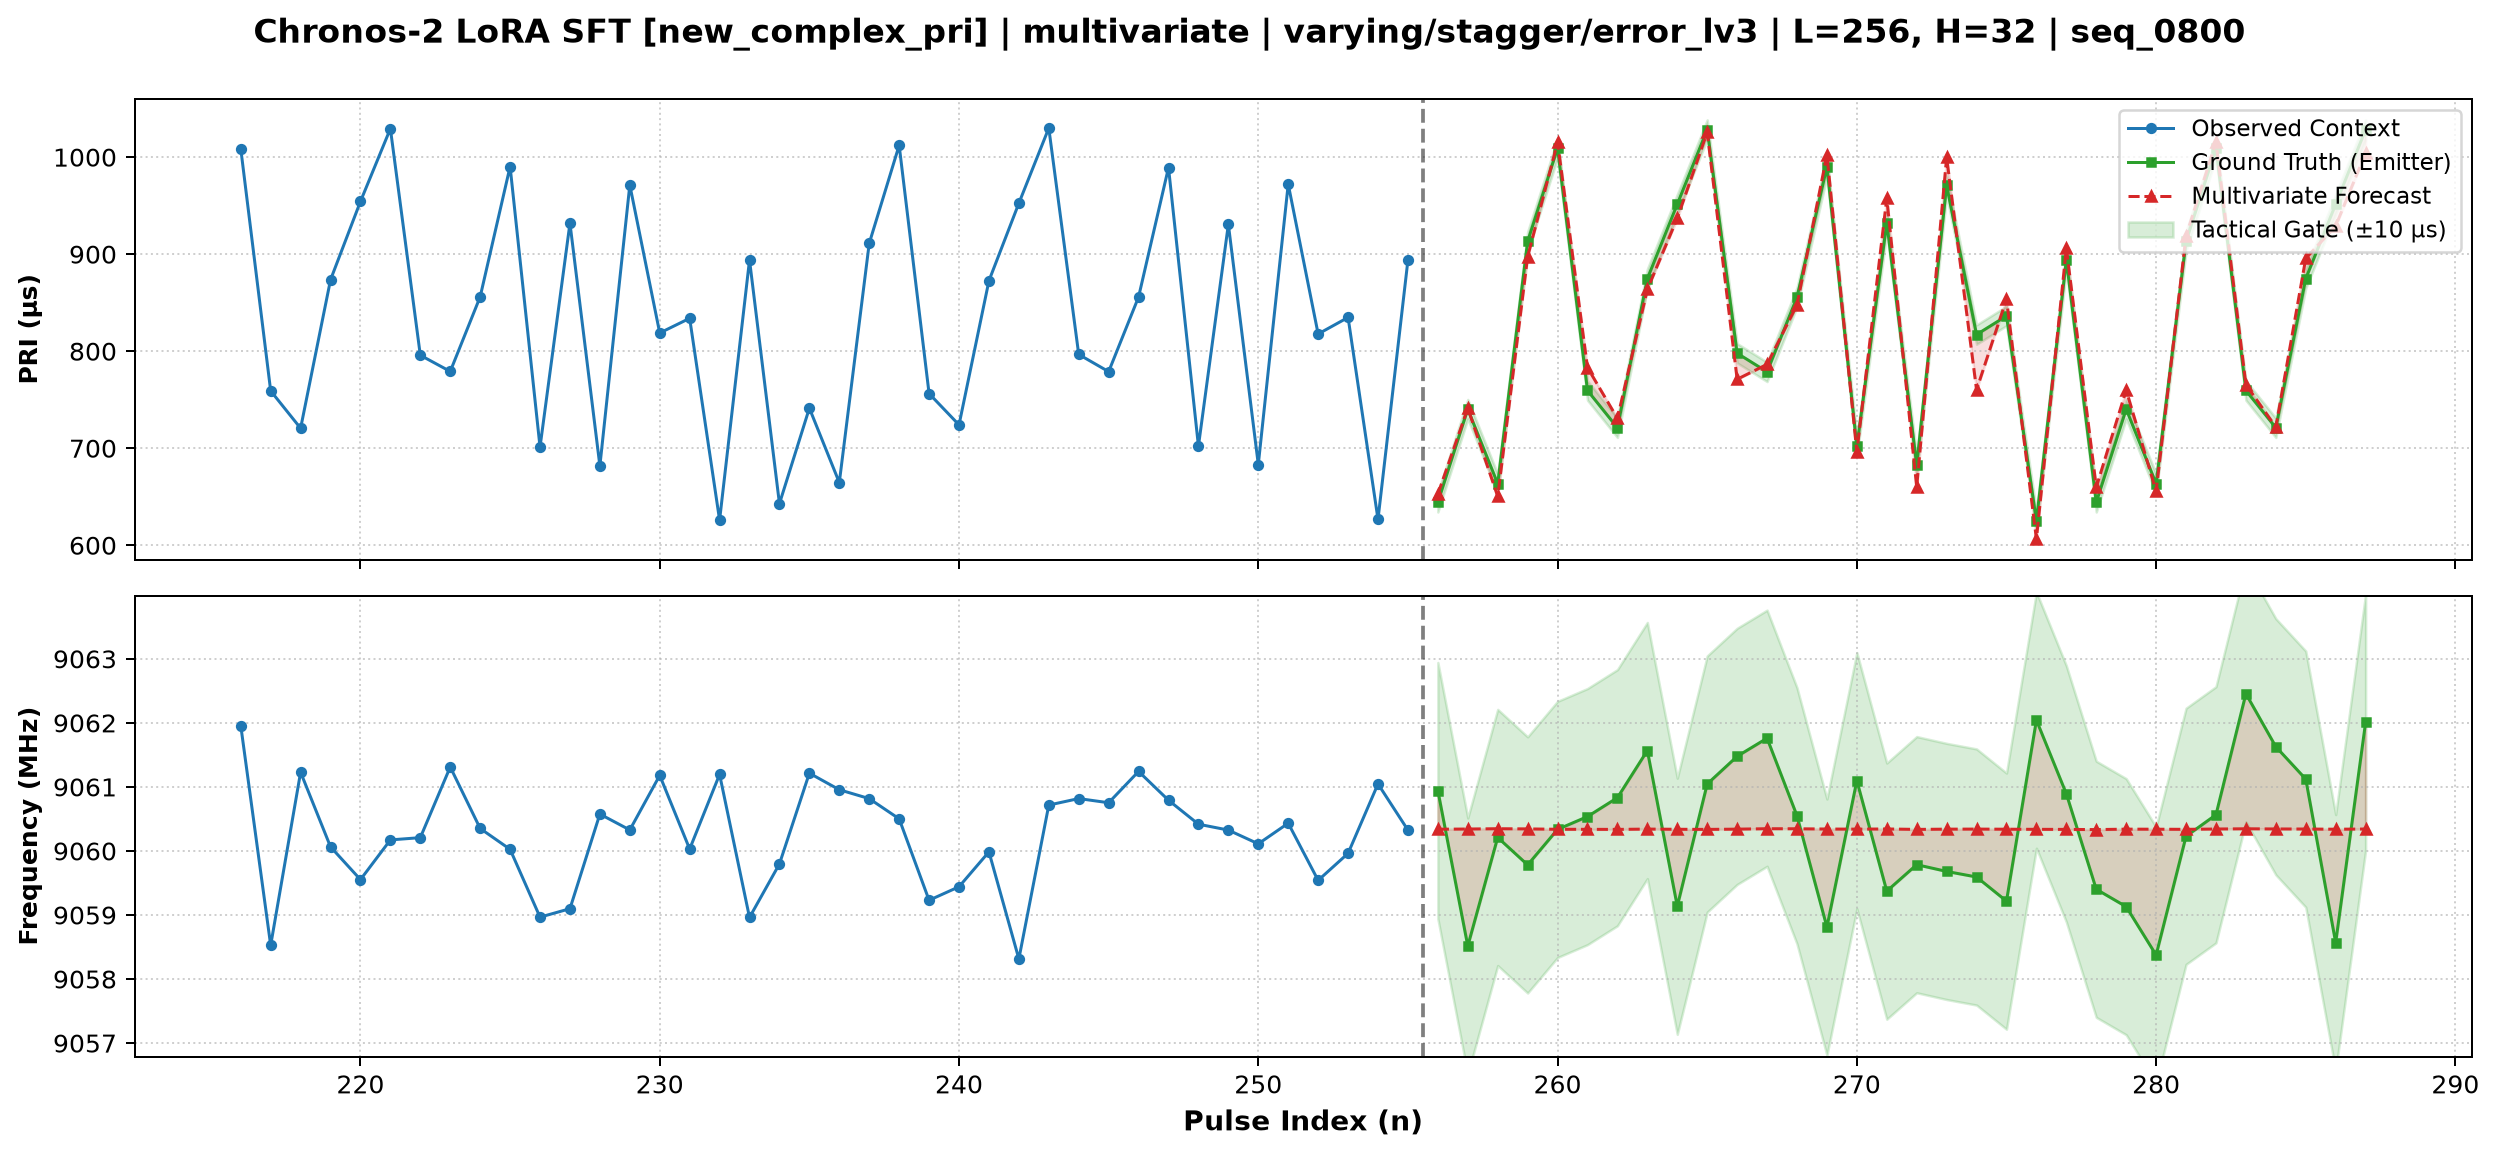 Chronos-2 LoRA SFT [new_complex_pri] | multivariate | varying/stagger/error_lv3 | L=256, H=32 | seq_0800
PRI (µs)
1000
900
800
700
600
Observed Context
Ground Truth (Emitter)
Multivariate Forecast
Tactical Gate (±10 µs)
Frequency (MHz)
9063
9062
9061
9060
9059
9058
9057
220 230 240 250 260 270 280 290
Pulse Index (n)